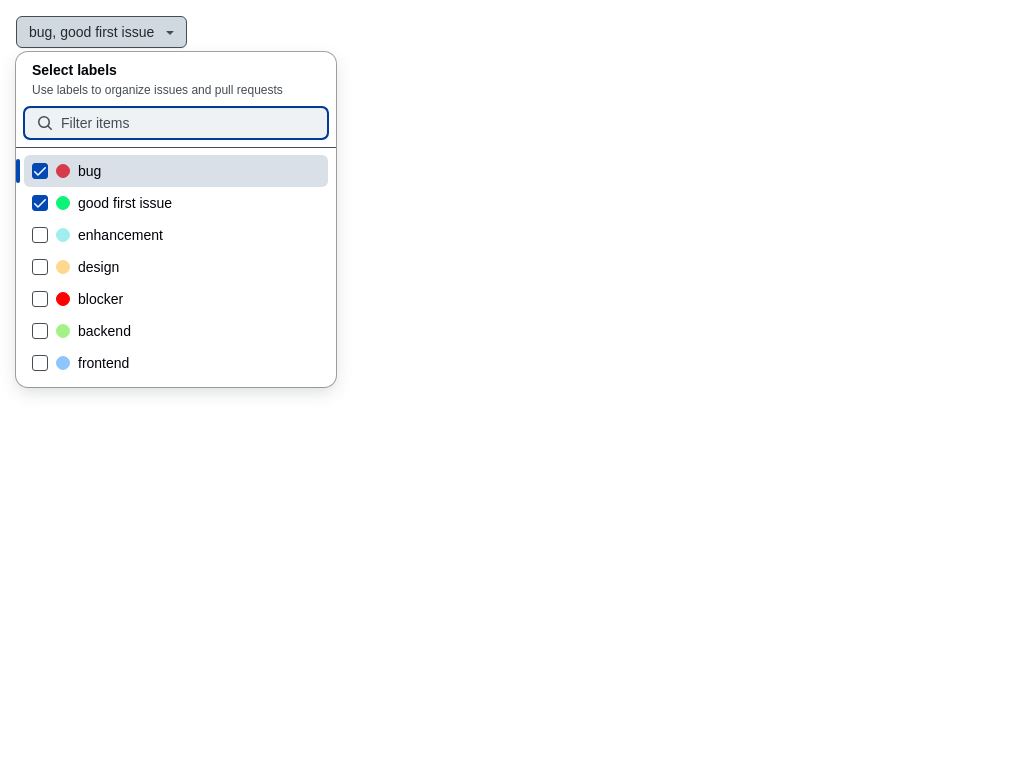 bug, good first issue
Select labels
Use labels to organize issues and pull requests
Filter items
bug
good first issue
enhancement
design
blocker
backend
frontend